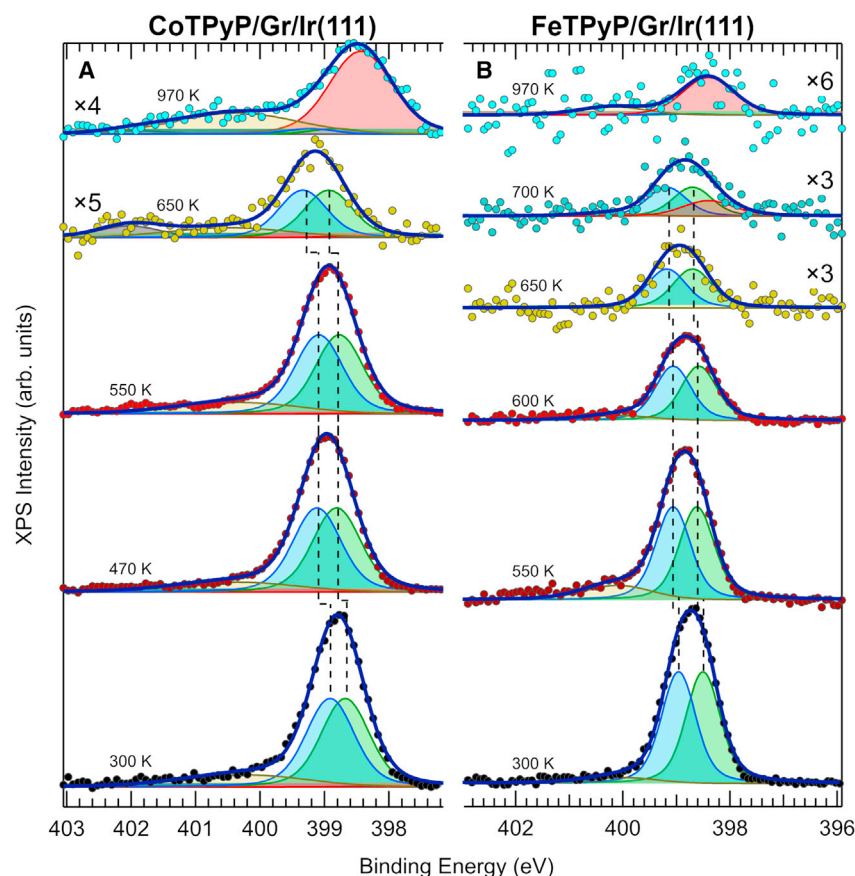 CoTPyP/Gr/Ir(111)
FeTPyP/Gr/Ir(111)
A
B
970 K
×4
970 K
×6
650 K
×5
700 K
×3
650 K
×3
550 K
600 K
470 K
550 K
300 K
300 K
XPS Intensity (arb. units)
403 402 401 400 399 398
402 400 398 396
Binding Energy (eV)